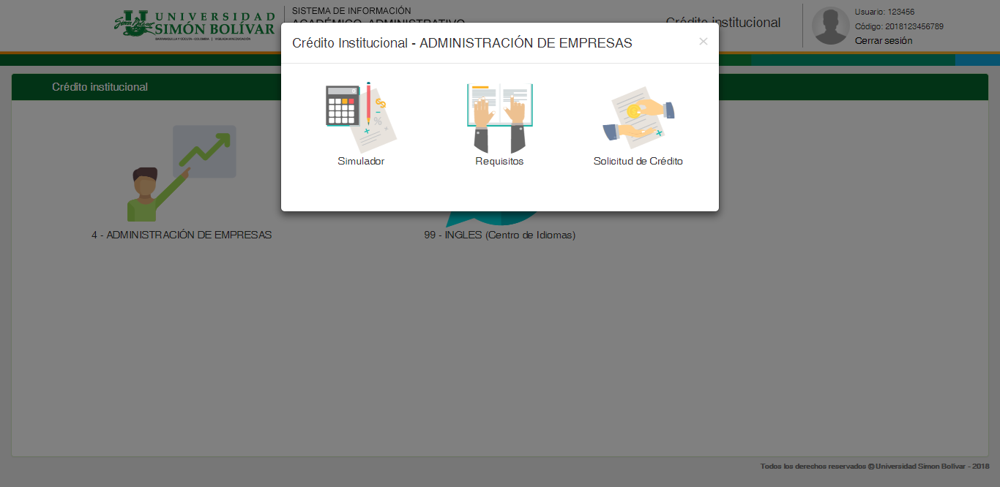 UNIVERSIDAD
SIMÓN BOLÍVAR
BARRANQUILLA Y CÚCUTA - COLOMBIA | VIGILADA MINEDUCACIÓN
SISTEMA DE INFORMACIÓN
ACADÉMICO - ADMINISTRATIVO
Crédito institucional
Usuario: 123456
Código: 2018123456789
Cerrar sesión
Crédito Institucional - ADMINISTRACIÓN DE EMPRESAS
×
Crédito institucional
Simulador
Requisitos
Solicitud de Crédito
4 - ADMINISTRACIÓN DE EMPRESAS
99 - INGLES (Centro de Idiomas)
Todos los derechos reservados @ Universidad Simon Bolívar - 2018